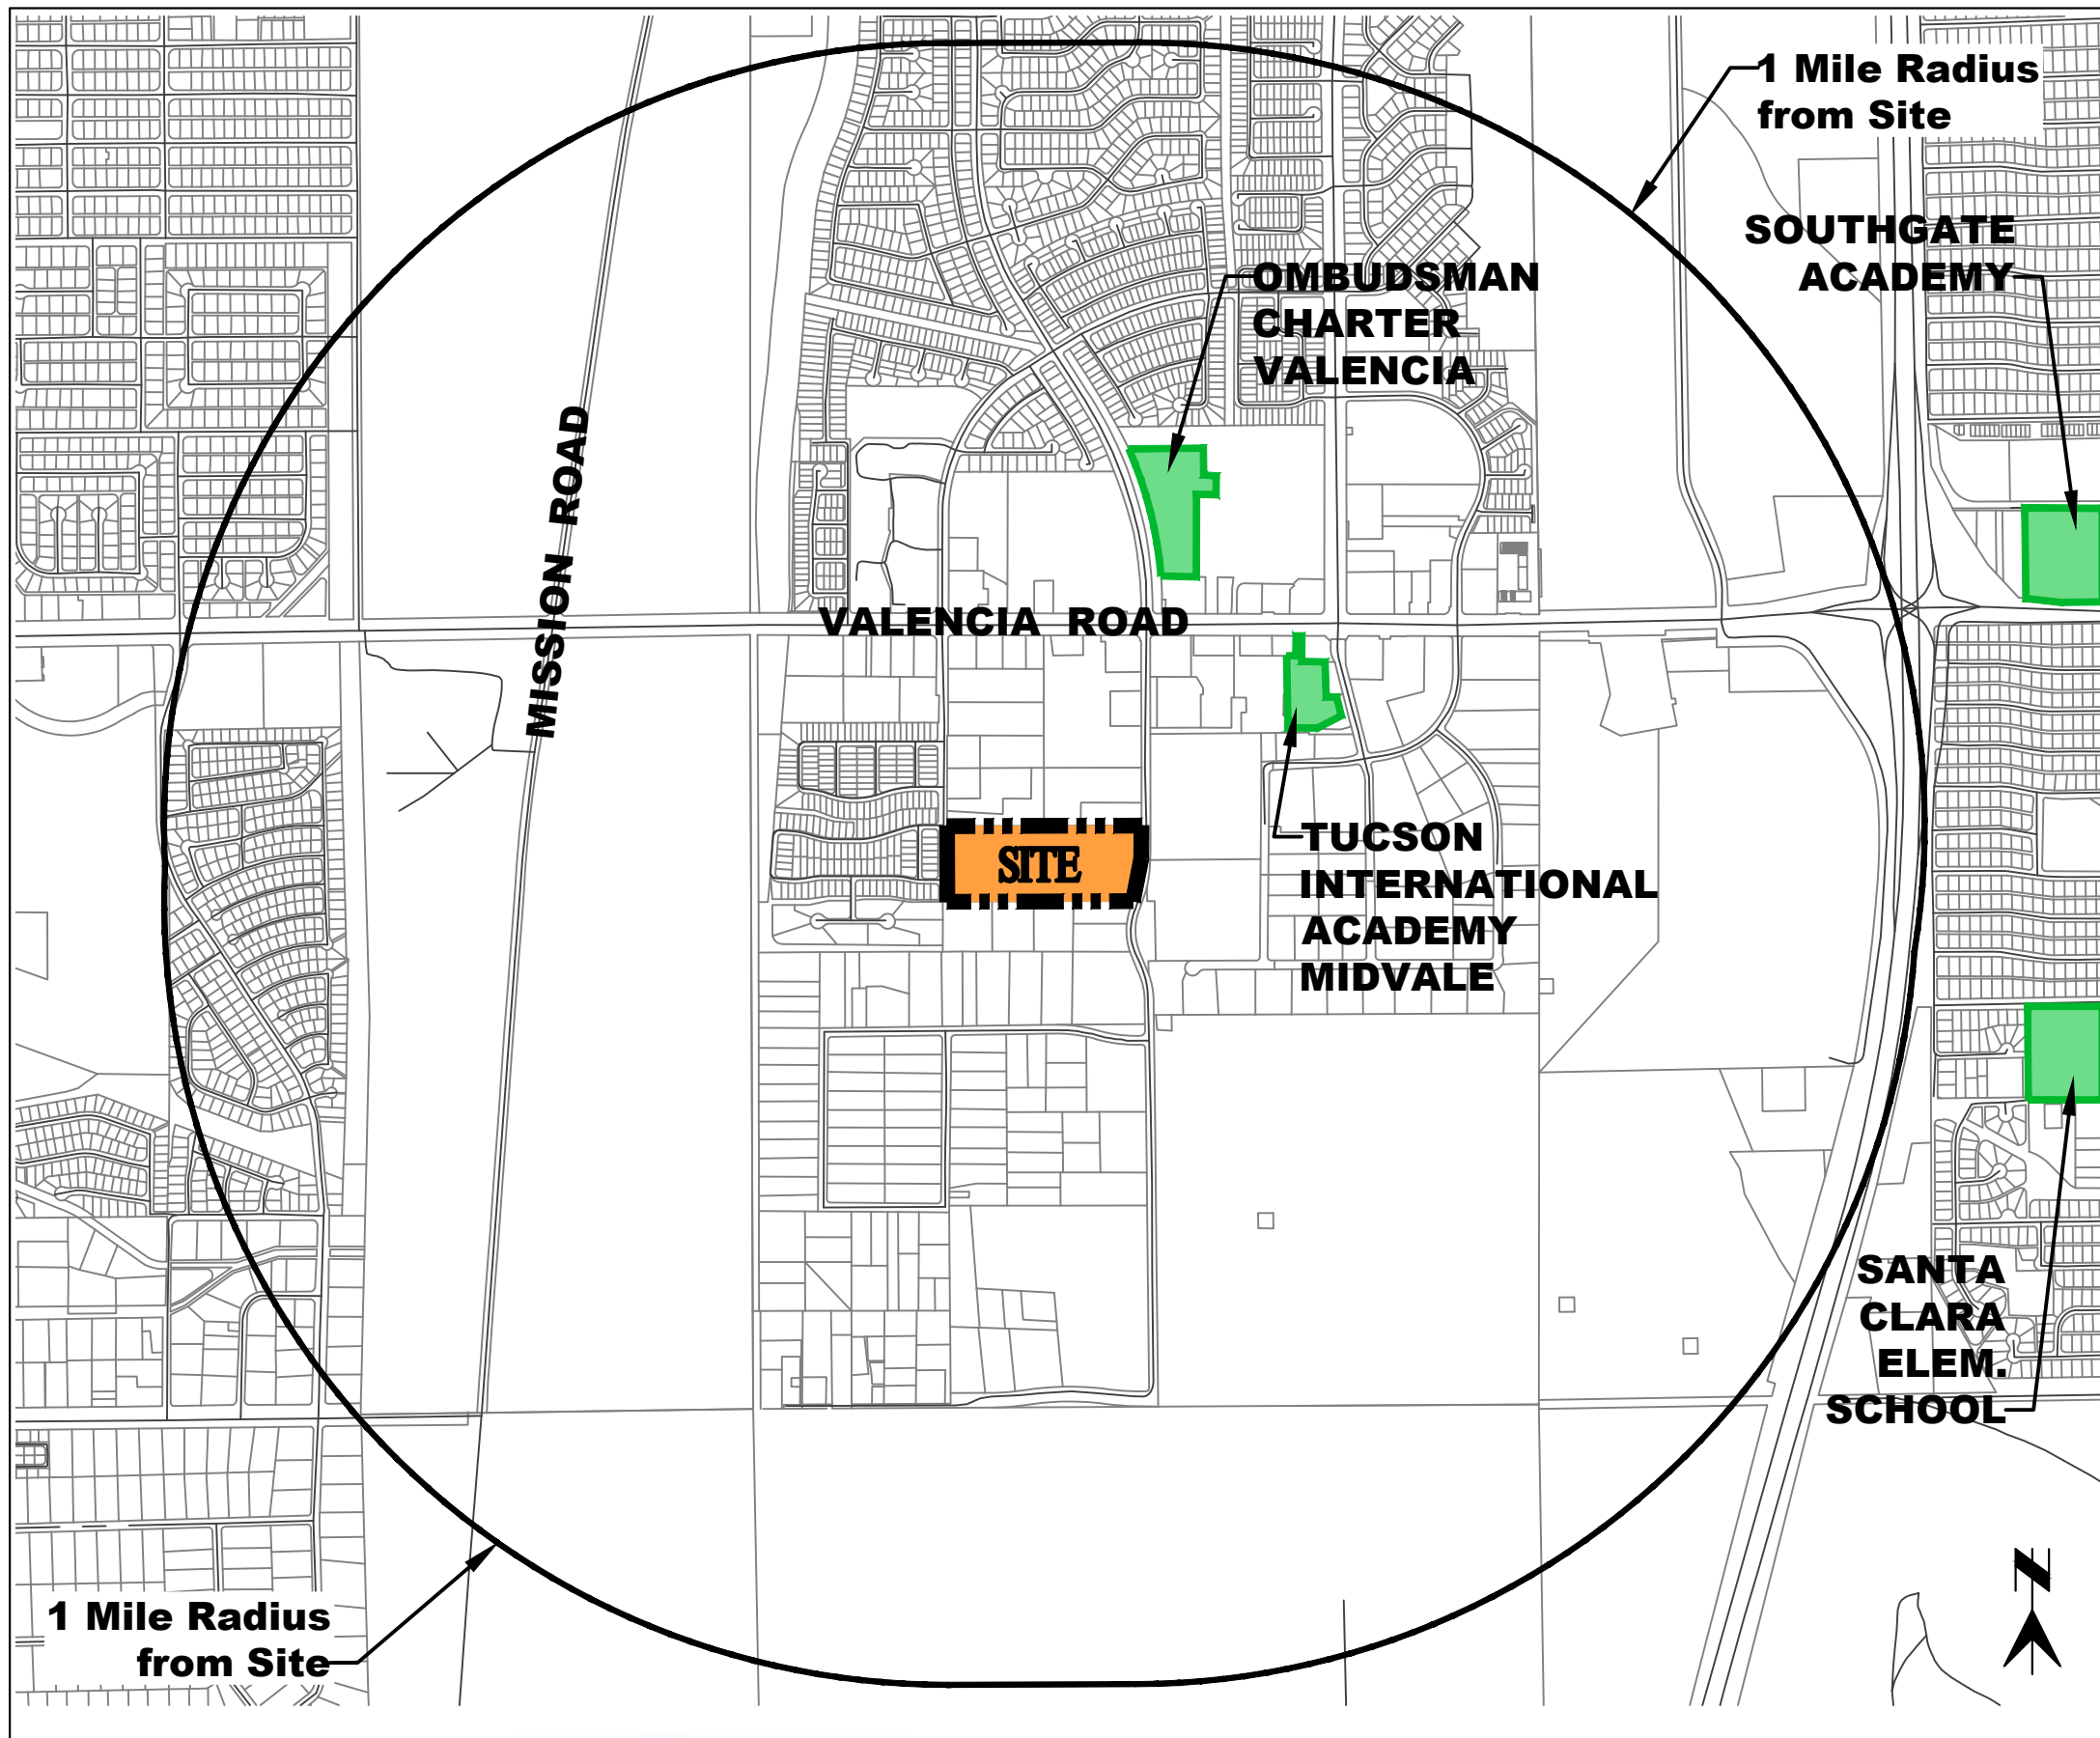 1 Mile Radius
from Site
SOUTHGATE
ACADEMY
OMBUDSMAN
CHARTER
VALENCIA
MISSION ROAD
VALENCIA ROAD
SITE
TUCSON
INTERNATIONAL
ACADEMY
MIDVALE
SANTA
CLARA
ELEM.
SCHOOL
1 Mile Radius
from Site
N